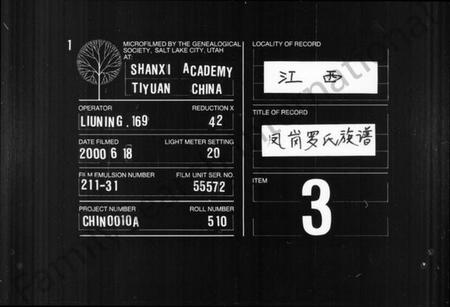 1
MICROFILMED BY THE GENEALOGICAL
SOCIETY, SALT LAKE CITY, UTAH
AT:
SHANXI ACADEMY
TIYUAN CHINA
OPERATOR REDUCTION X
LIUNING.169 42
DATE FILMED LIGHT METER SETTING
2000 6 18 20
FILM EMULSION NUMBER FILM UNIT SER. NO.
211-31 55572
PROJECT NUMBER ROLL NUMBER
CHIN0010A 510
LOCALITY OF RECORD
江西
TITLE OF RECORD
凤岗罗氏族谱
ITEM
3